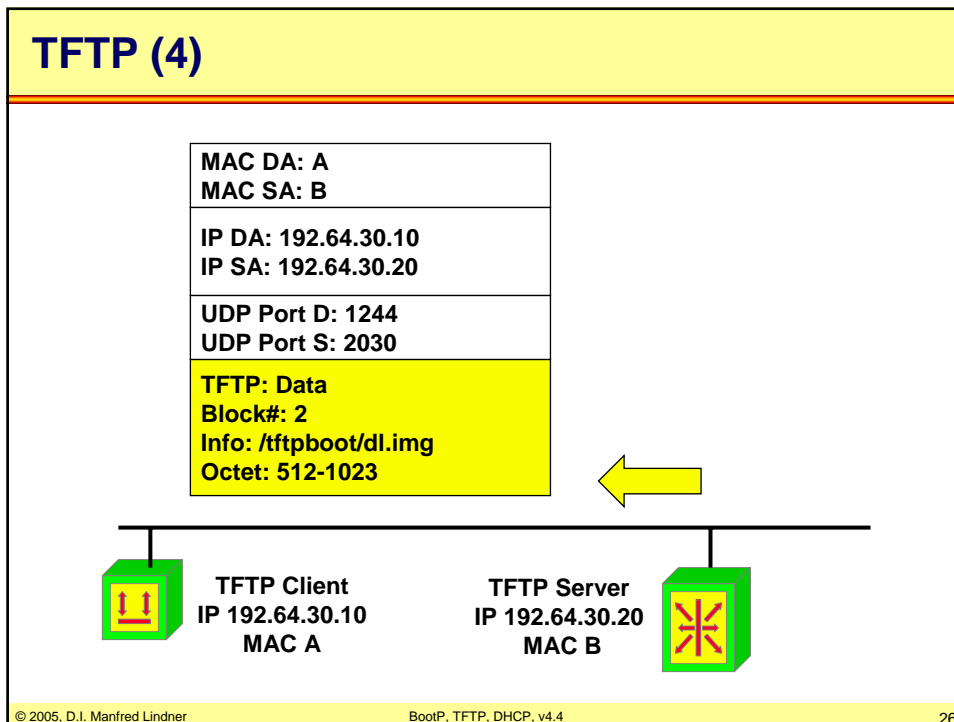 TFTP (4)
MAC DA: A
MAC SA: B
IP DA: 192.64.30.10
IP SA: 192.64.30.20
UDP Port D: 1244
UDP Port S: 2030
TFTP: Data
Block#: 2
Info: /tftpboot/dl.img
Octet: 512-1023
TFTP Client
IP 192.64.30.10
MAC A
TFTP Server
IP 192.64.30.20
MAC B
© 2005, D.I. Manfred Lindner
BootP, TFTP, DHCP, v4.4
26